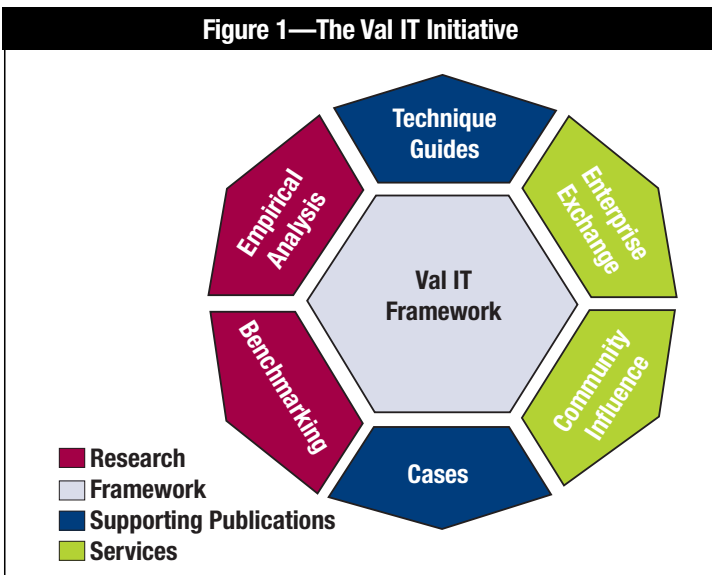 Figure 1—The Val IT Initiative
Technique
Guides
Enterprise
Exchange
Empirical
Analysis
Val IT
Framework
Benchmarking
Community
Influence
Cases
Research
Framework
Supporting Publications
Services